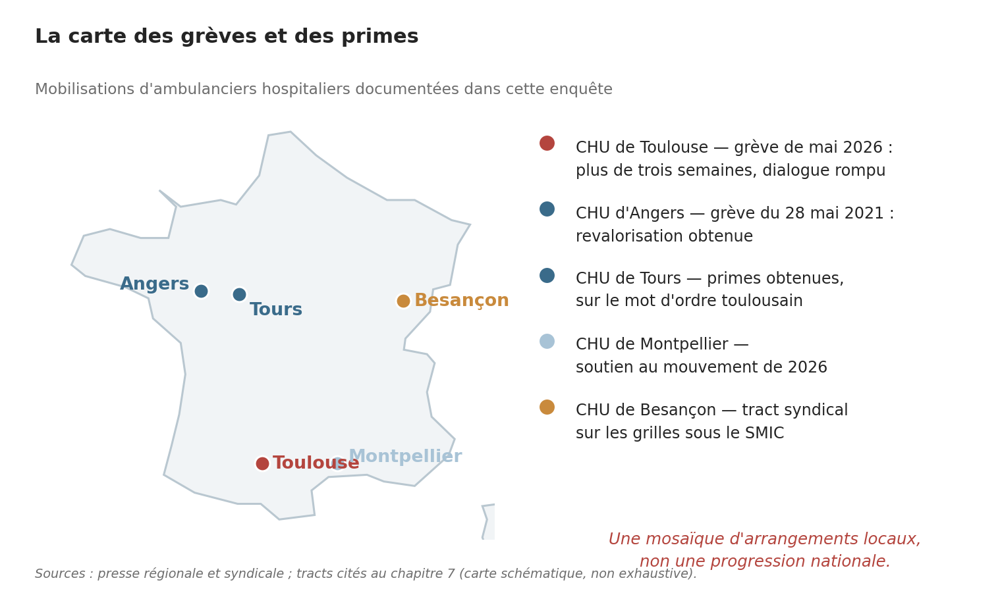 La carte des grèves et des primes
Mobilisations d'ambulanciers hospitaliers documentées dans cette enquête
Angers
Tours
Besançon
Toulouse
Montpellier
CHU de Toulouse — grève de mai 2026 :
plus de trois semaines, dialogue rompu
CHU d'Angers — grève du 28 mai 2021 :
revalorisation obtenue
CHU de Tours — primes obtenues,
sur le mot d'ordre toulousain
CHU de Montpellier —
soutien au mouvement de 2026
CHU de Besançon — tract syndical
sur les grilles sous le SMIC
Une mosaïque d'arrangements locaux,
non une progression nationale.
Sources : presse régionale et syndicale ; tracts cités au chapitre 7 (carte schématique, non exhaustive).